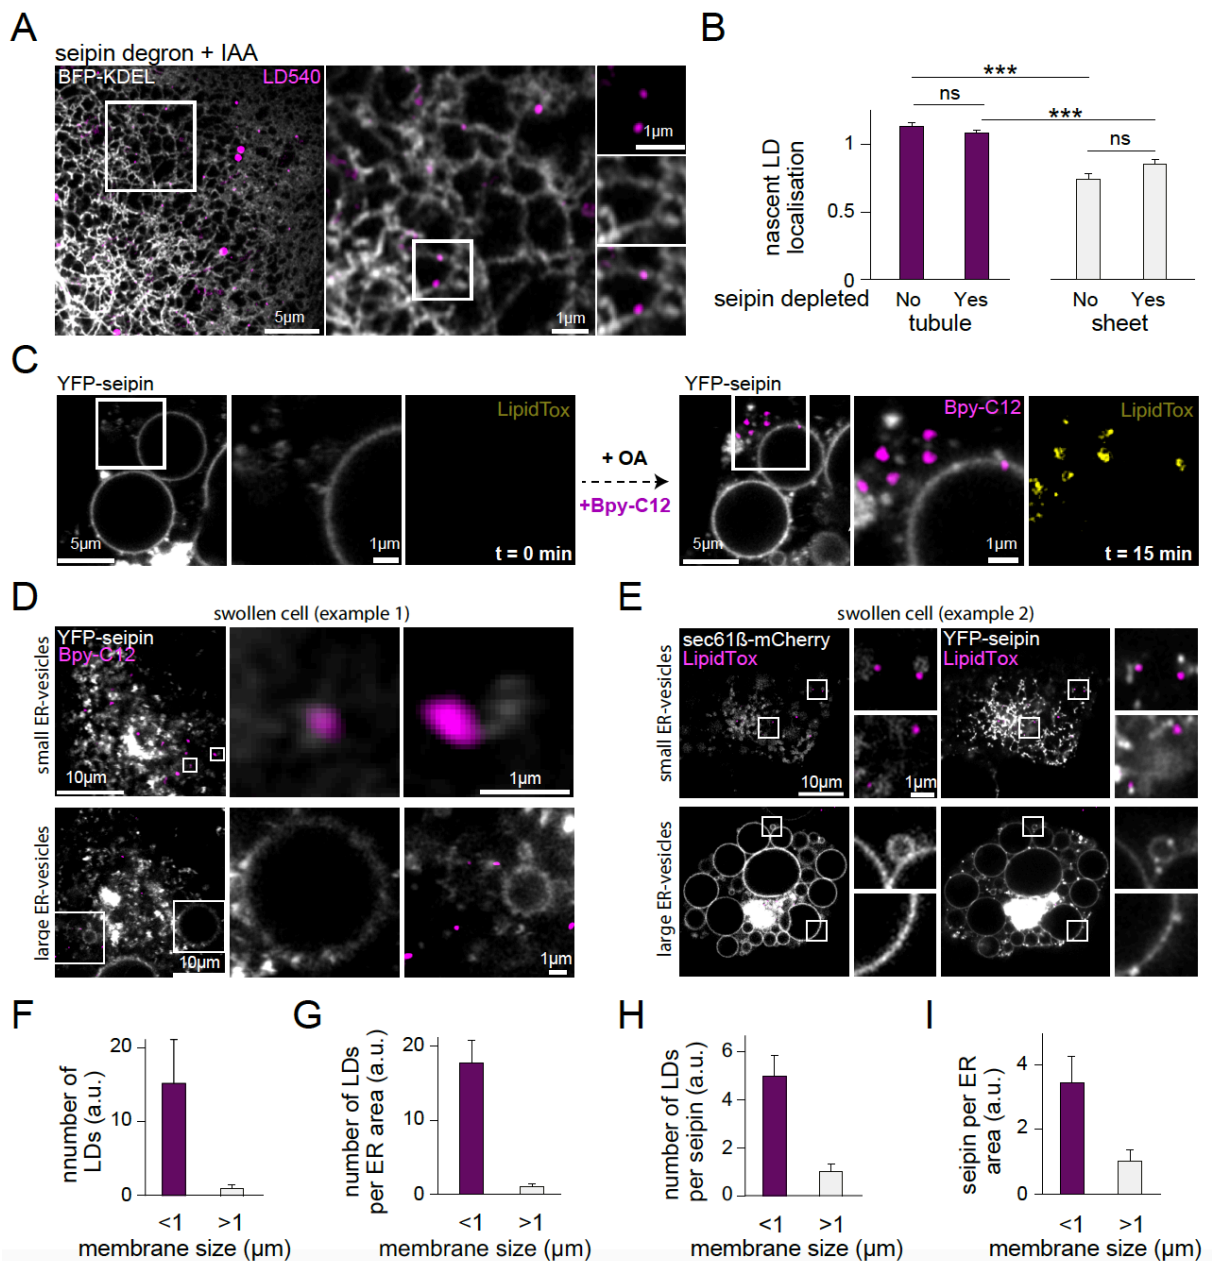 A
seipin degron + IAA
BFP-KDEL
LD540
5µm
1µm
1µm
B
***
ns
***
ns
nascent LD
localisation
1
0.5
0
seipin depleted
No Yes
No Yes
tubule
sheet
C
YFP-seipin
LipidTox
5µm
1µm
t = 0 min
+ OA
+Bpy-C12
YFP-seipin
Bpy-C12
LipidTox
5µm
1µm
t = 15 min
D
swollen cell (example 1)
small ER-vesicles
YFP-seipin
Bpy-C12
10µm
1µm
large ER-vesicles
10µm
1µm
E
swollen cell (example 2)
small ER-vesicles
sec61ß-mCherry
LipidTox
YFP-seipin
LipidTox
10µm
1µm
large ER-vesicles
F
nnumber of
LDs (a.u.)
20
10
0
<1 >1
membrane size (µm)
G
number of LDs
per ER area (a.u.)
20
10
0
<1 >1
membrane size (µm)
H
number of LDs
per seipin (a.u.)
6
4
2
0
<1 >1
membrane size (µm)
I
seipin per ER
area (a.u.)
4
2
0
<1 >1
membrane size (µm)